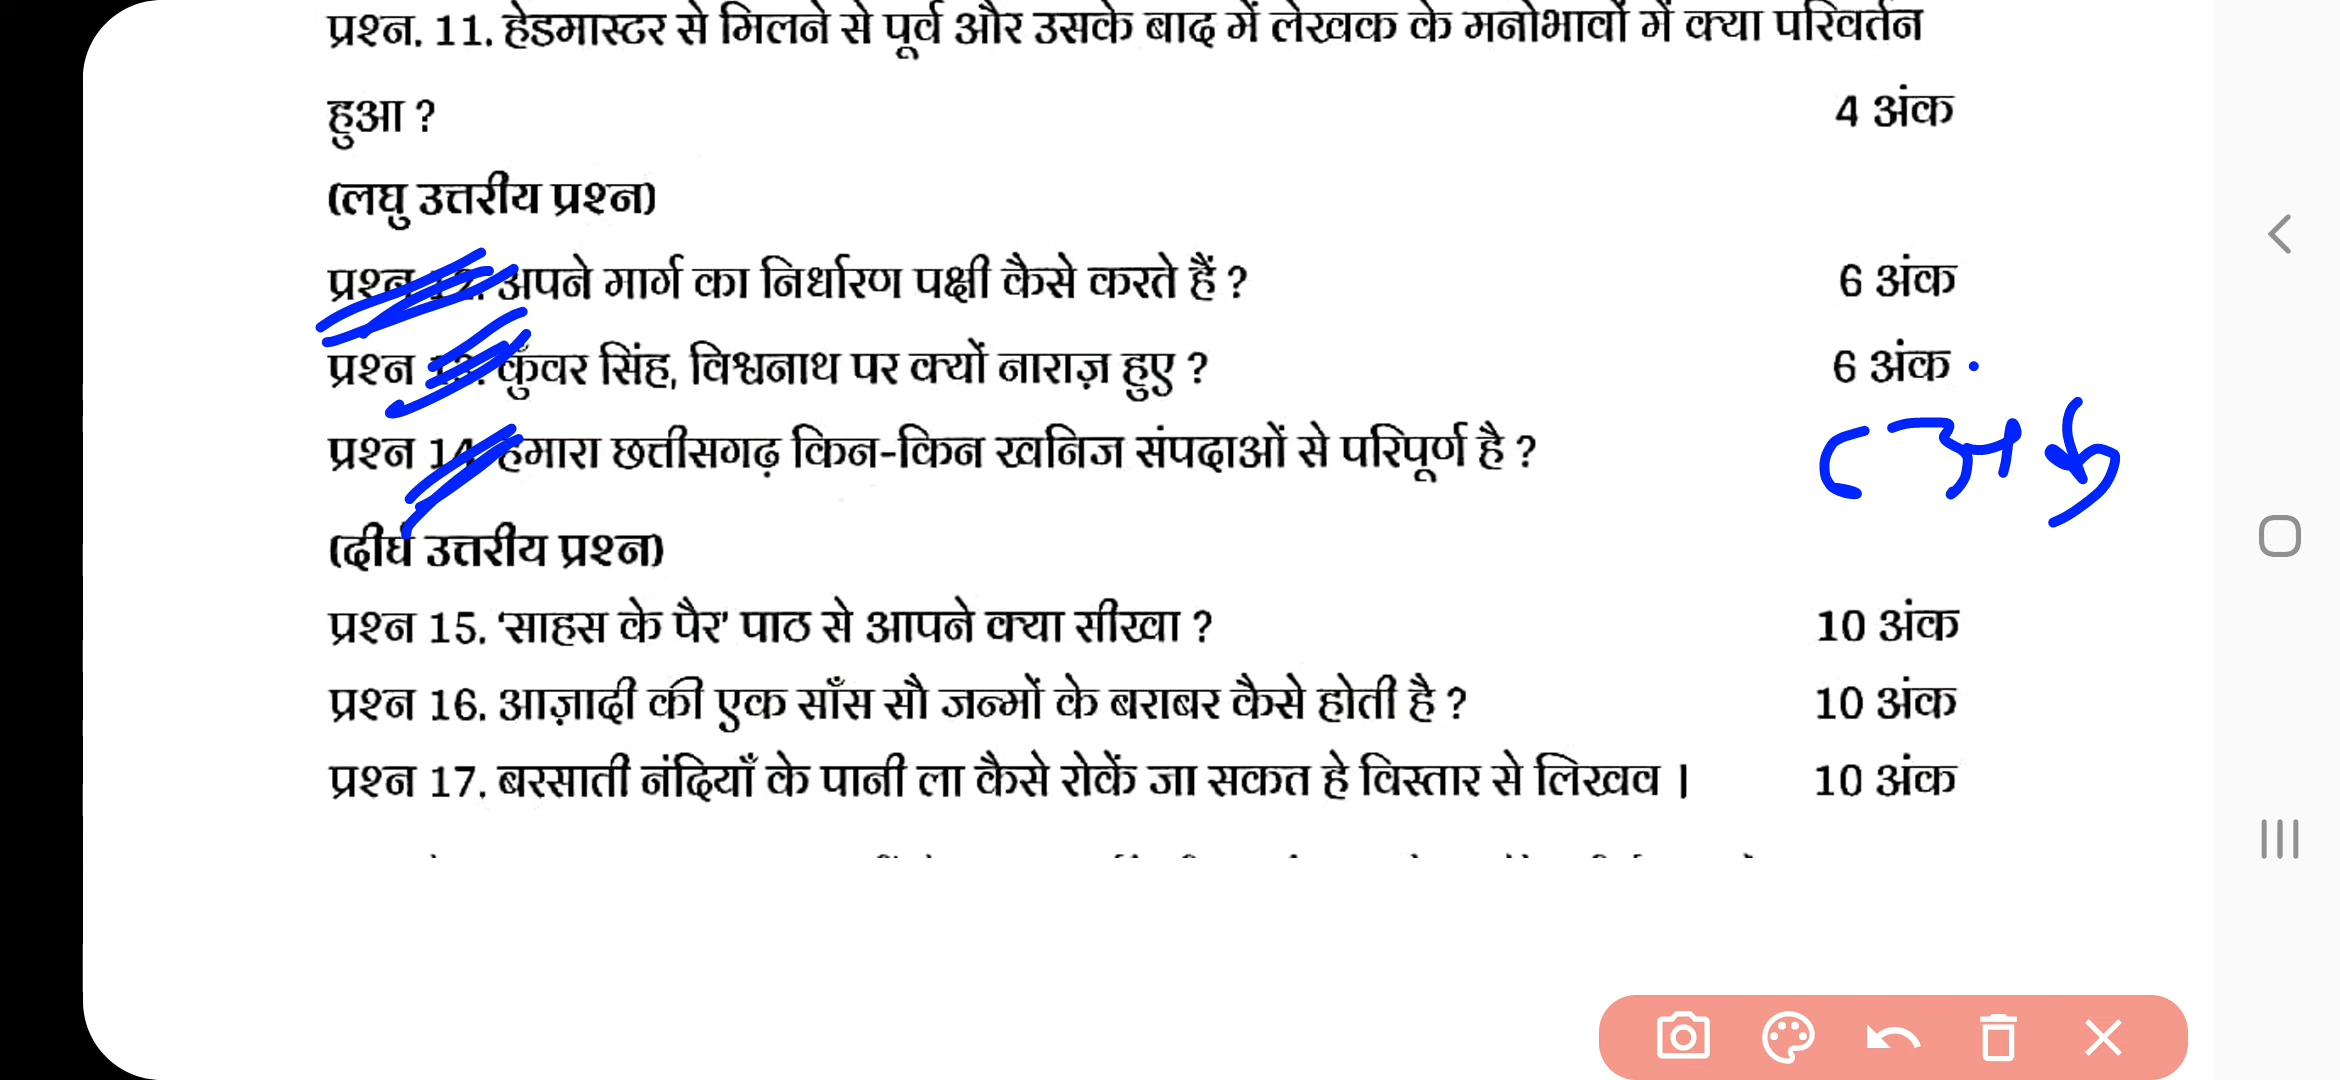 प्रश्न. 11. हेडमास्टर से मिलने से पूर्व और उसके बाद में लेखक के मनोभावों में क्या परिवर्तन
हुआ ? 4 अंक
(लघु उत्तरीय प्रश्न)
प्रश्न 12. अपने मार्ग का निर्धारण पक्षी कैसे करते हैं ? 6 अंक
प्रश्न 13. कुँवर सिंह, विश्वनाथ पर क्यों नाराज़ हुए ? 6 अंक
प्रश्न 14. हमारा छत्तीसगढ़ किन-किन खनिज संपदाओं से परिपूर्ण है ?
(दीर्घ उत्तरीय प्रश्न)
प्रश्न 15. ‘साहस के पैर’ पाठ से आपने क्या सीखा ? 10 अंक
प्रश्न 16. आज़ादी की एक साँस सौ जन्मों के बराबर कैसे होती है ? 10 अंक
प्रश्न 17. बरसाती नंदियाँ के पानी ला कैसे रोकें जा सकत हे विस्तार से लिखव । 10 अंक